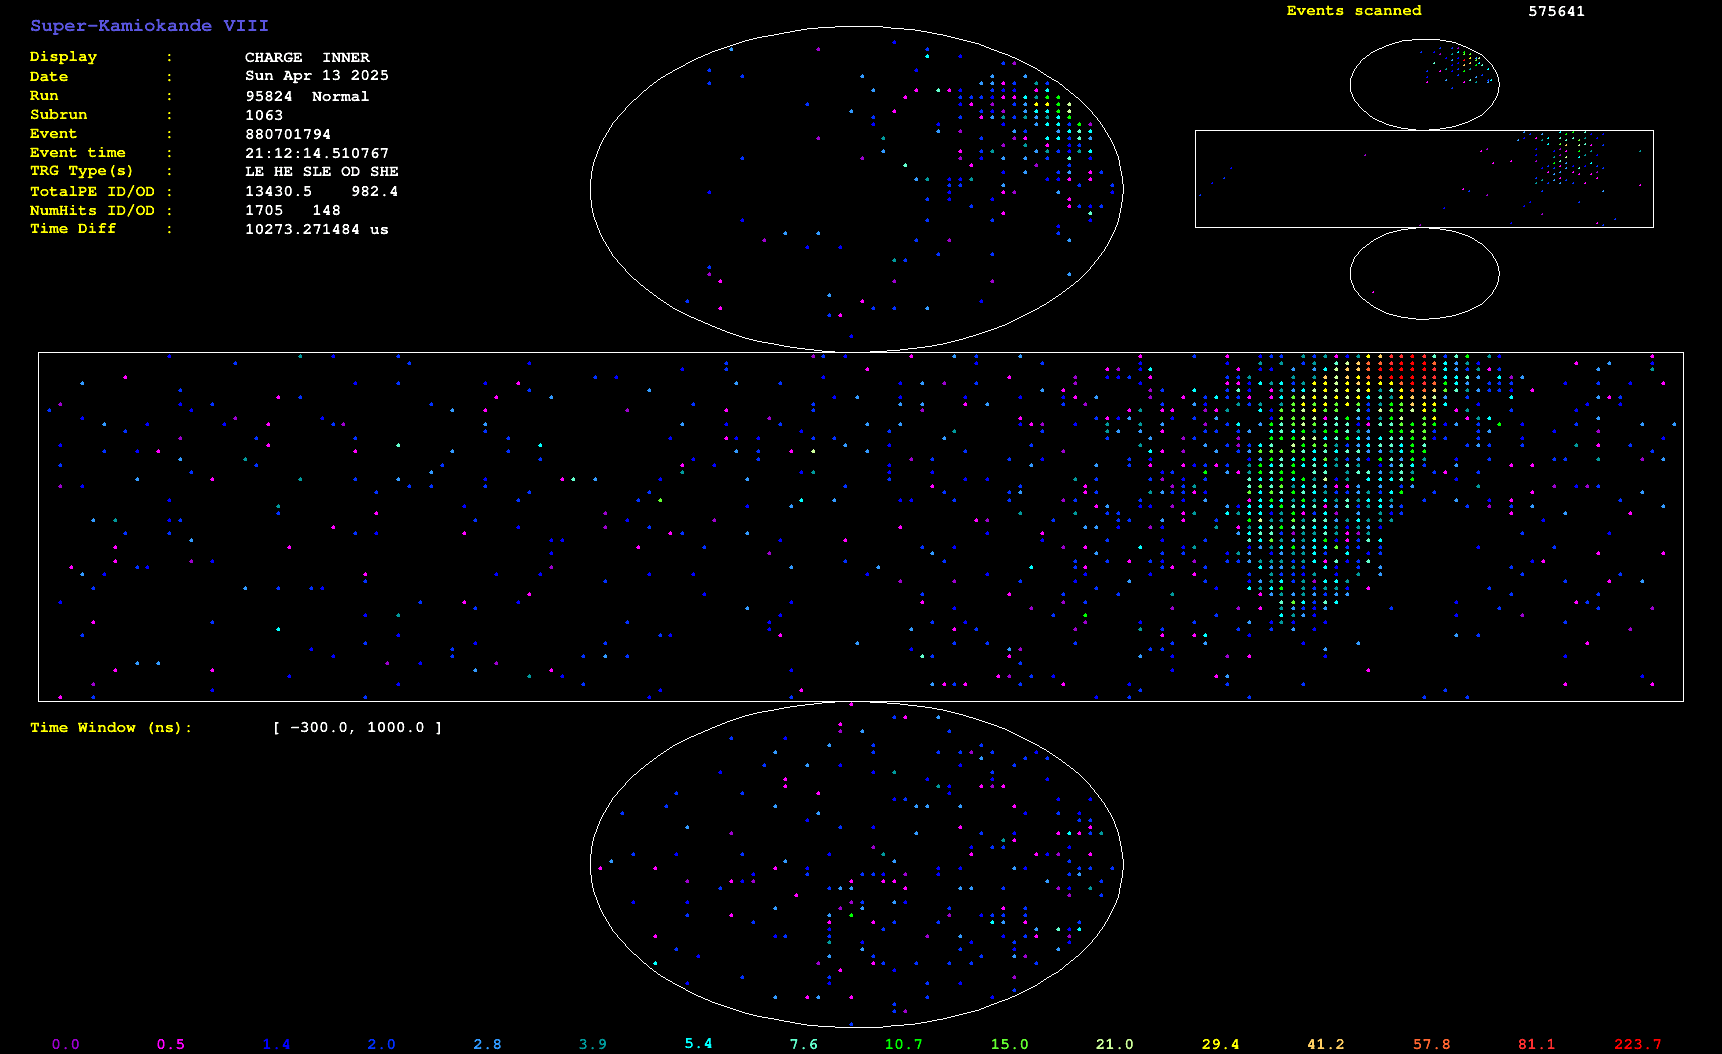 Super-Kamiokande VIII
Events scanned 575641
Display : CHARGE INNER
Date : Sun Apr 13 2025
Run : 95824 Normal
Subrun : 1063
Event : 880701794
Event time : 21:12:14.510767
TRG Type(s) : LE HE SLE OD SHE
TotalPE ID/OD : 13430.5 982.4
NumHits ID/OD : 1705 148
Time Diff : 10273.271484 us
Time Window (ns): [ -300.0, 1000.0 ]
0.0 0.5 1.4 2.0 2.8 3.9 5.4 7.6 10.7 15.0 21.0 29.4 41.2 57.8 81.1 223.7